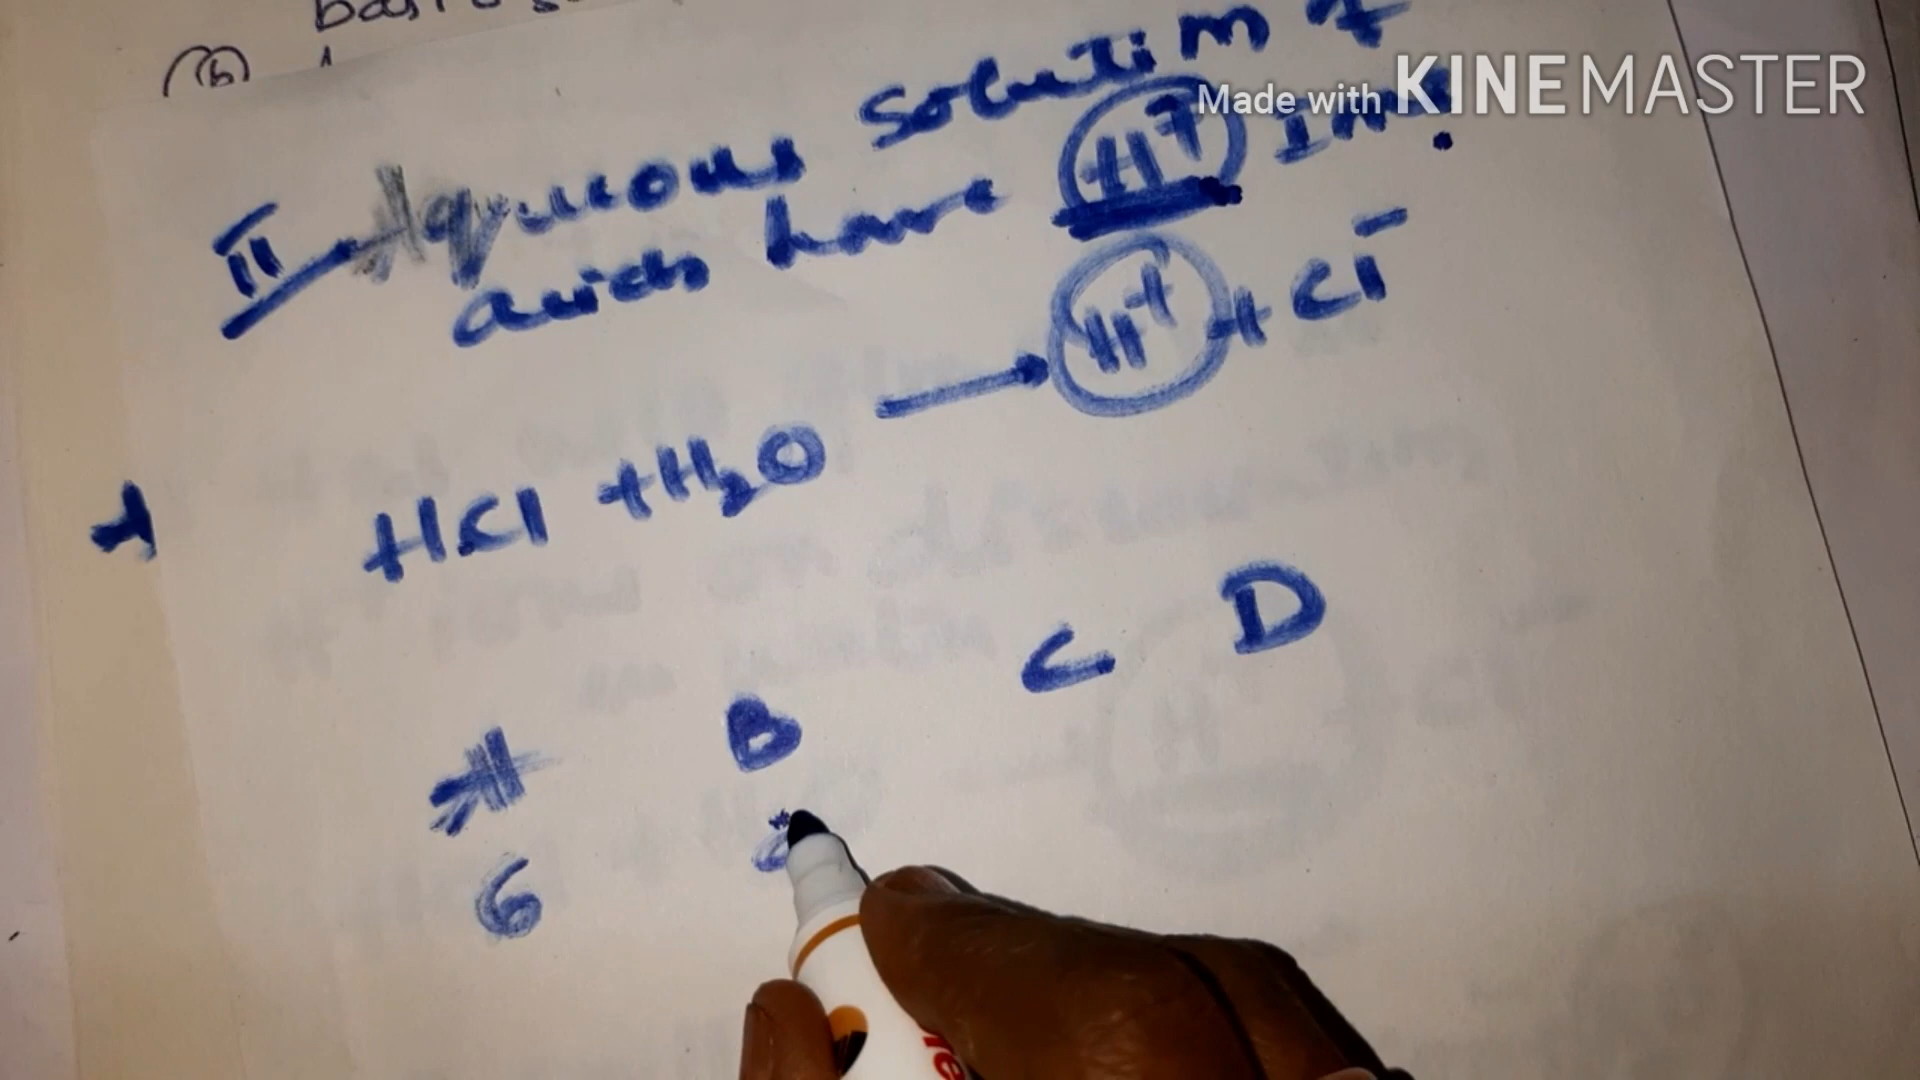 (b)
Made with KINEMASTER
II Aqueous solution of
acids have H+ Ions.
HCl + H2O → H+ + Cl-
A B C D
6